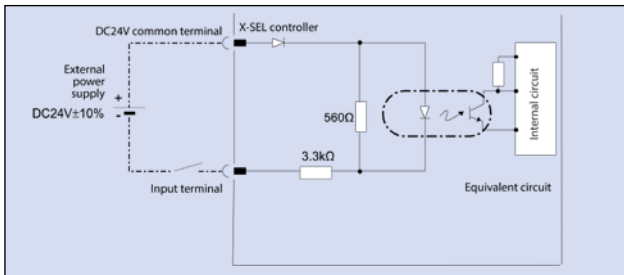 DC24V common terminal
X-SEL controller
External
power
supply
+
DC24V±10%
-
560Ω
3.3kΩ
Input terminal
Internal circuit
Equivalent circuit